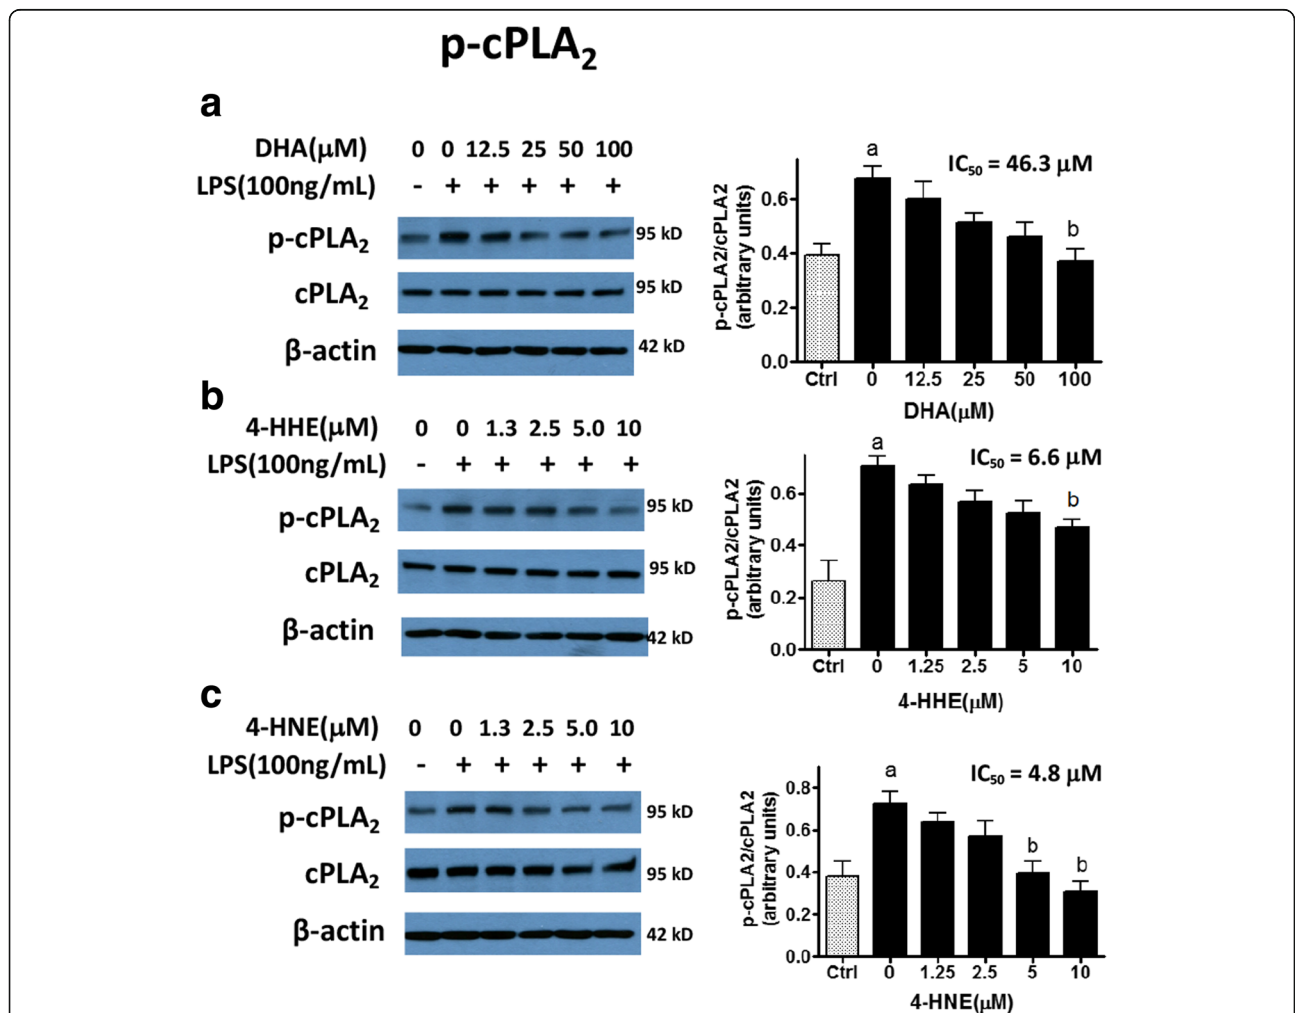 p-cPLA₂
a
DHA(μM) 0 0 12.5 25 50 100
LPS(100ng/mL) - + + + + +
p-cPLA₂ 95 kD
cPLA₂ 95 kD
β-actin 42 kD
p-cPLA2/cPLA2
(arbitrary units)
IC₅₀ = 46.3 μM
a
b
0.6
0.4
0.2
0.0
Ctrl 0 12.5 25 50 100
DHA(μM)
b
4-HHE(μM) 0 0 1.3 2.5 5.0 10
LPS(100ng/mL) - + + + + +
p-cPLA₂ 95 kD
cPLA₂ 95 kD
β-actin 42 kD
p-cPLA2/cPLA2
(arbitrary units)
a
IC₅₀ = 6.6 μM
b
0.6
0.4
0.2
0.0
Ctrl 0 1.25 2.5 5 10
4-HHE(μM)
c
4-HNE(μM) 0 0 1.3 2.5 5.0 10
LPS(100ng/mL) - + + + + +
p-cPLA₂ 95 kD
cPLA₂ 95 kD
β-actin 42 kD
p-cPLA2/cPLA2
(arbitrary units)
a
IC₅₀ = 4.8 μM
b
b
0.8
0.6
0.4
0.2
0.0
Ctrl 0 1.25 2.5 5 10
4-HNE(μM)